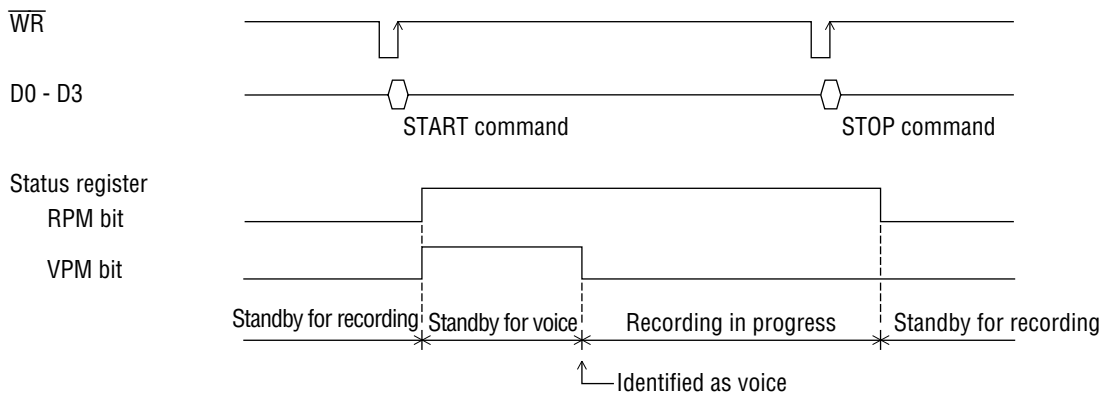 WR
D0 - D3
START command
STOP command
Status register
RPM bit
VPM bit
Standby for recording
Standby for voice
Recording in progress
Standby for recording
Identified as voice